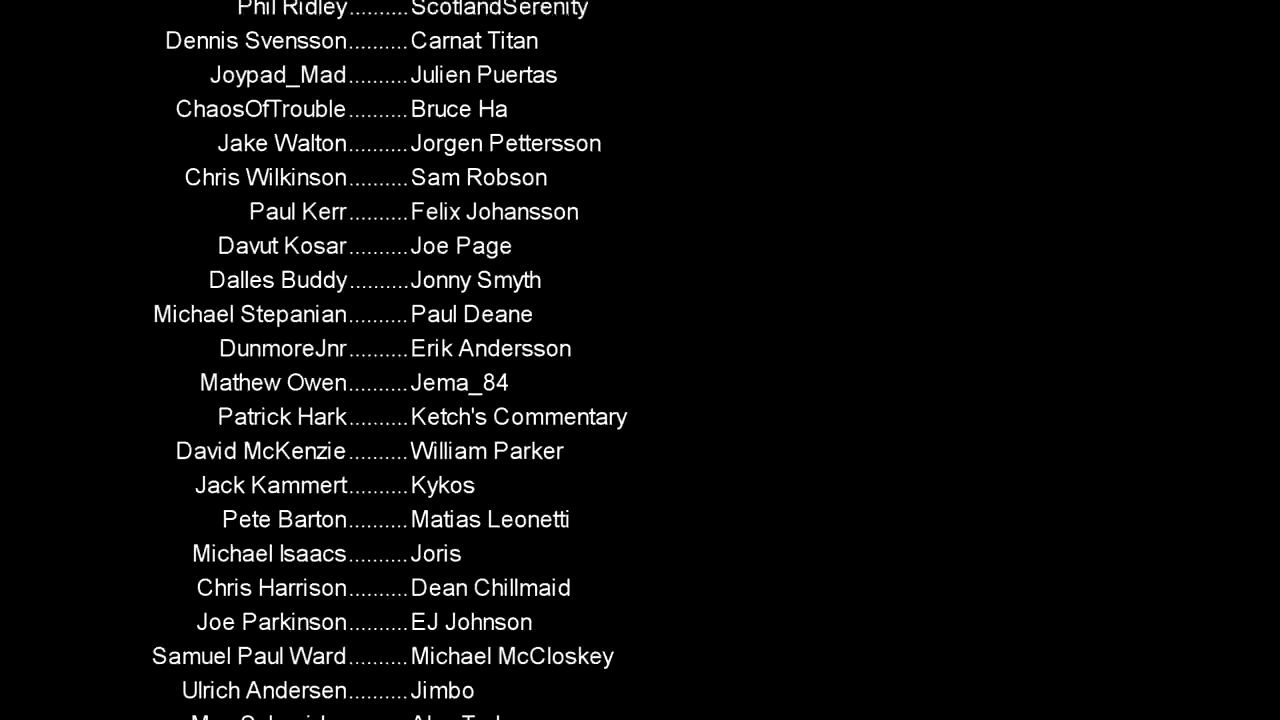 Phil Ridley..........ScotlandSerenity
Dennis Svensson..........Carnat Titan
Joypad_Mad..........Julien Puertas
ChaosOfTrouble..........Bruce Ha
Jake Walton..........Jorgen Pettersson
Chris Wilkinson..........Sam Robson
Paul Kerr..........Felix Johansson
Davut Kosar..........Joe Page
Dalles Buddy..........Jonny Smyth
Michael Stepanian..........Paul Deane
DunmoreJnr..........Erik Andersson
Mathew Owen..........Jema_84
Patrick Hark..........Ketch's Commentary
David McKenzie..........William Parker
Jack Kammert..........Kykos
Pete Barton..........Matias Leonetti
Michael Isaacs..........Joris
Chris Harrison..........Dean Chillmaid
Joe Parkinson..........EJ Johnson
Samuel Paul Ward..........Michael McCloskey
Ulrich Andersen..........Jimbo